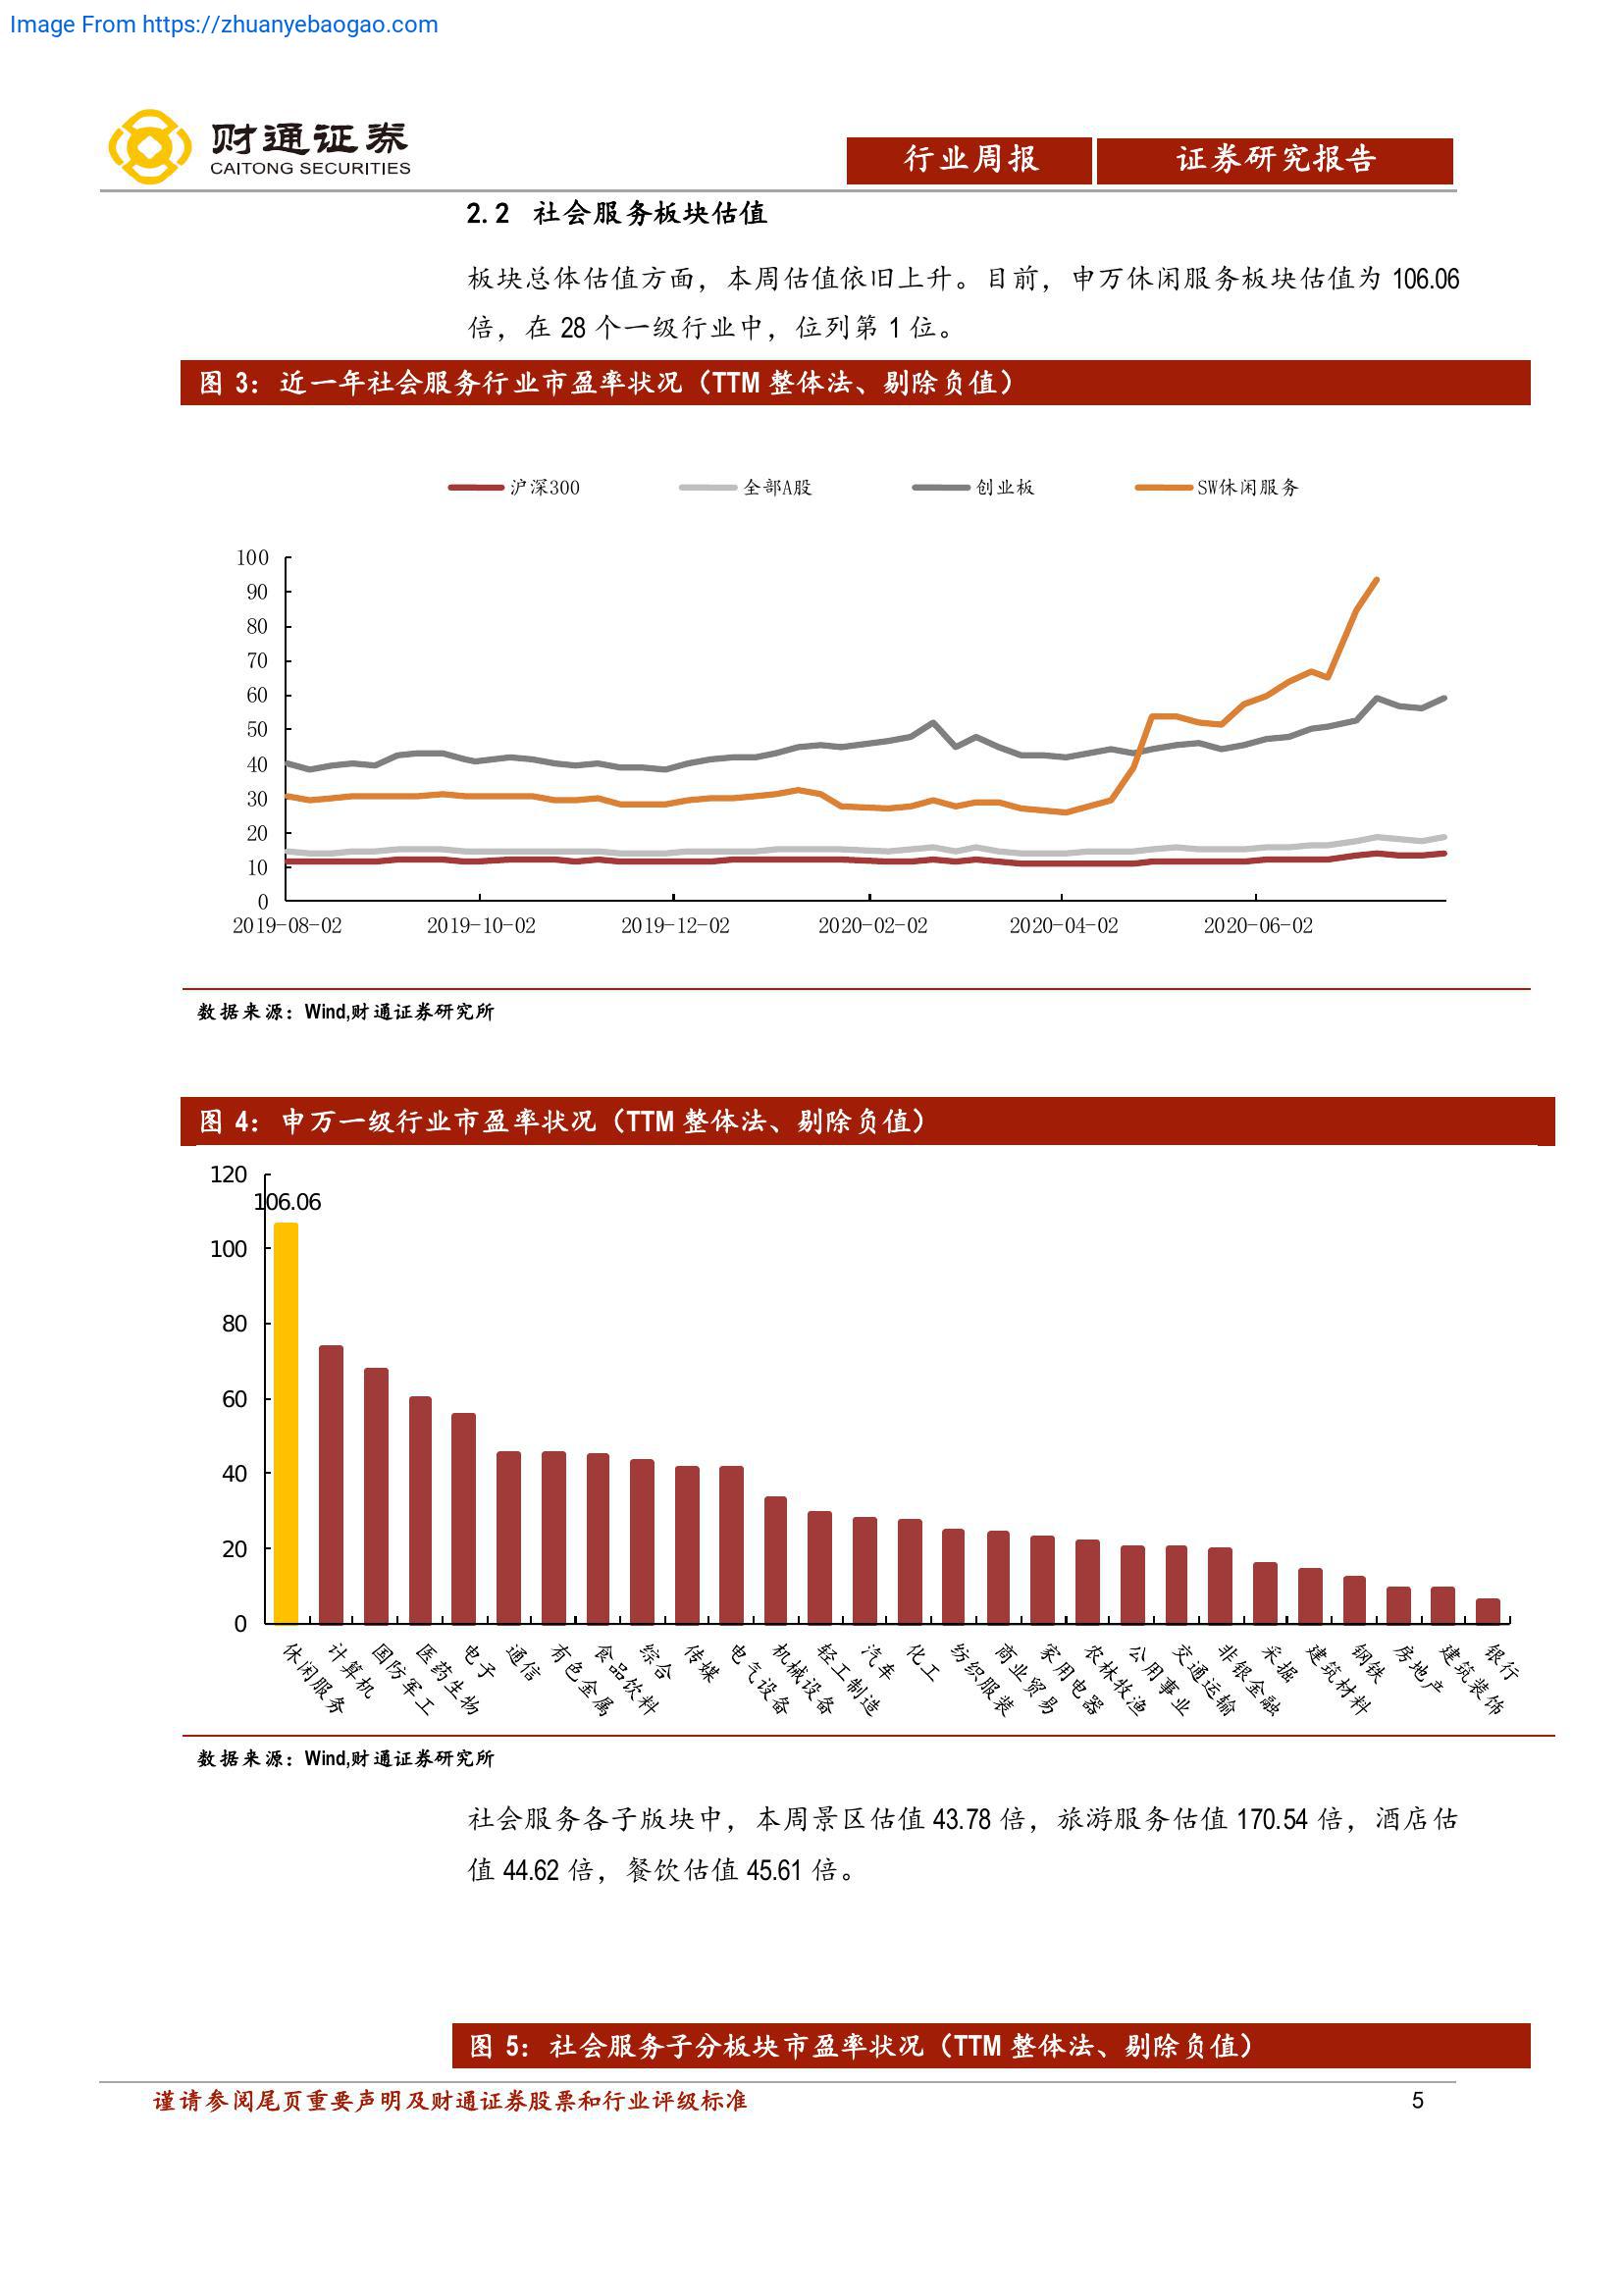 Image From https://zhuanyebaogao.com
财通证券
CAITONG SECURITIES
行业周报
证券研究报告
2.2 社会服务板块估值
板块总体估值方面，本周估值依旧上升。目前，申万休闲服务板块估值为 106.06
倍，在 28 个一级行业中，位列第 1 位。
图 3：近一年社会服务行业市盈率状况（TTM 整体法、剔除负值）
沪深300 全部A股 创业板 SW休闲服务
100
90
80
70
60
50
40
30
20
10
0
2019-08-02 2019-10-02 2019-12-02 2020-02-02 2020-04-02 2020-06-02
数据来源：Wind,财通证券研究所
图 4：申万一级行业市盈率状况（TTM 整体法、剔除负值）
120
106.06
100
80
60
40
20
0
休闲服务 计算机 国防军工 医药生物 电子 通信 有色金属 食品饮料 综合 传媒 电气设备 机械设备 轻工制造 汽车 化工 纺织服装 商业贸易 家用电器 农林牧渔 公用事业 交通运输 非银金融 采掘 建筑材料 钢铁 房地产 建筑装饰 银行
数据来源：Wind,财通证券研究所
社会服务各子版块中，本周景区估值 43.78 倍，旅游服务估值 170.54 倍，酒店估
值 44.62 倍，餐饮估值 45.61 倍。
图 5：社会服务子分板块市盈率状况（TTM 整体法、剔除负值）
谨请参阅尾页重要声明及财通证券股票和行业评级标准
5